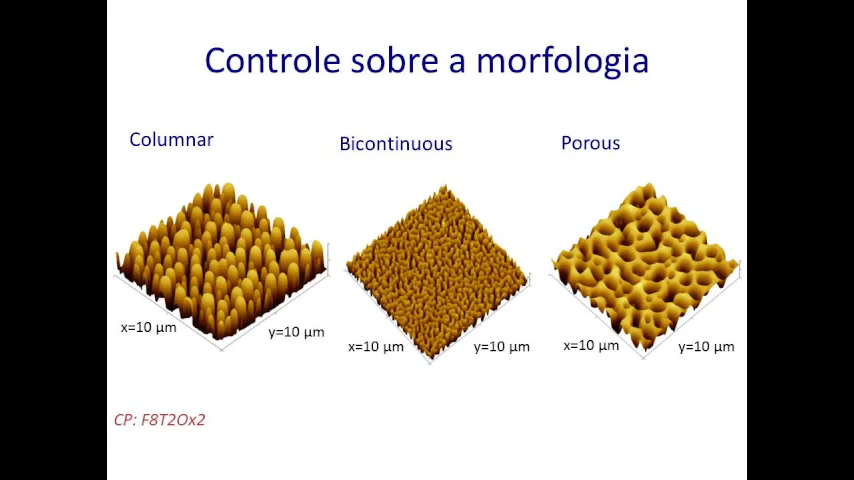 Controle sobre a morfologia
Columnar
Bicontinuous
Porous
x=10 µm
y=10 µm
x=10 µm
y=10 µm
x=10 µm
y=10 µm
CP: F8T2Ox2